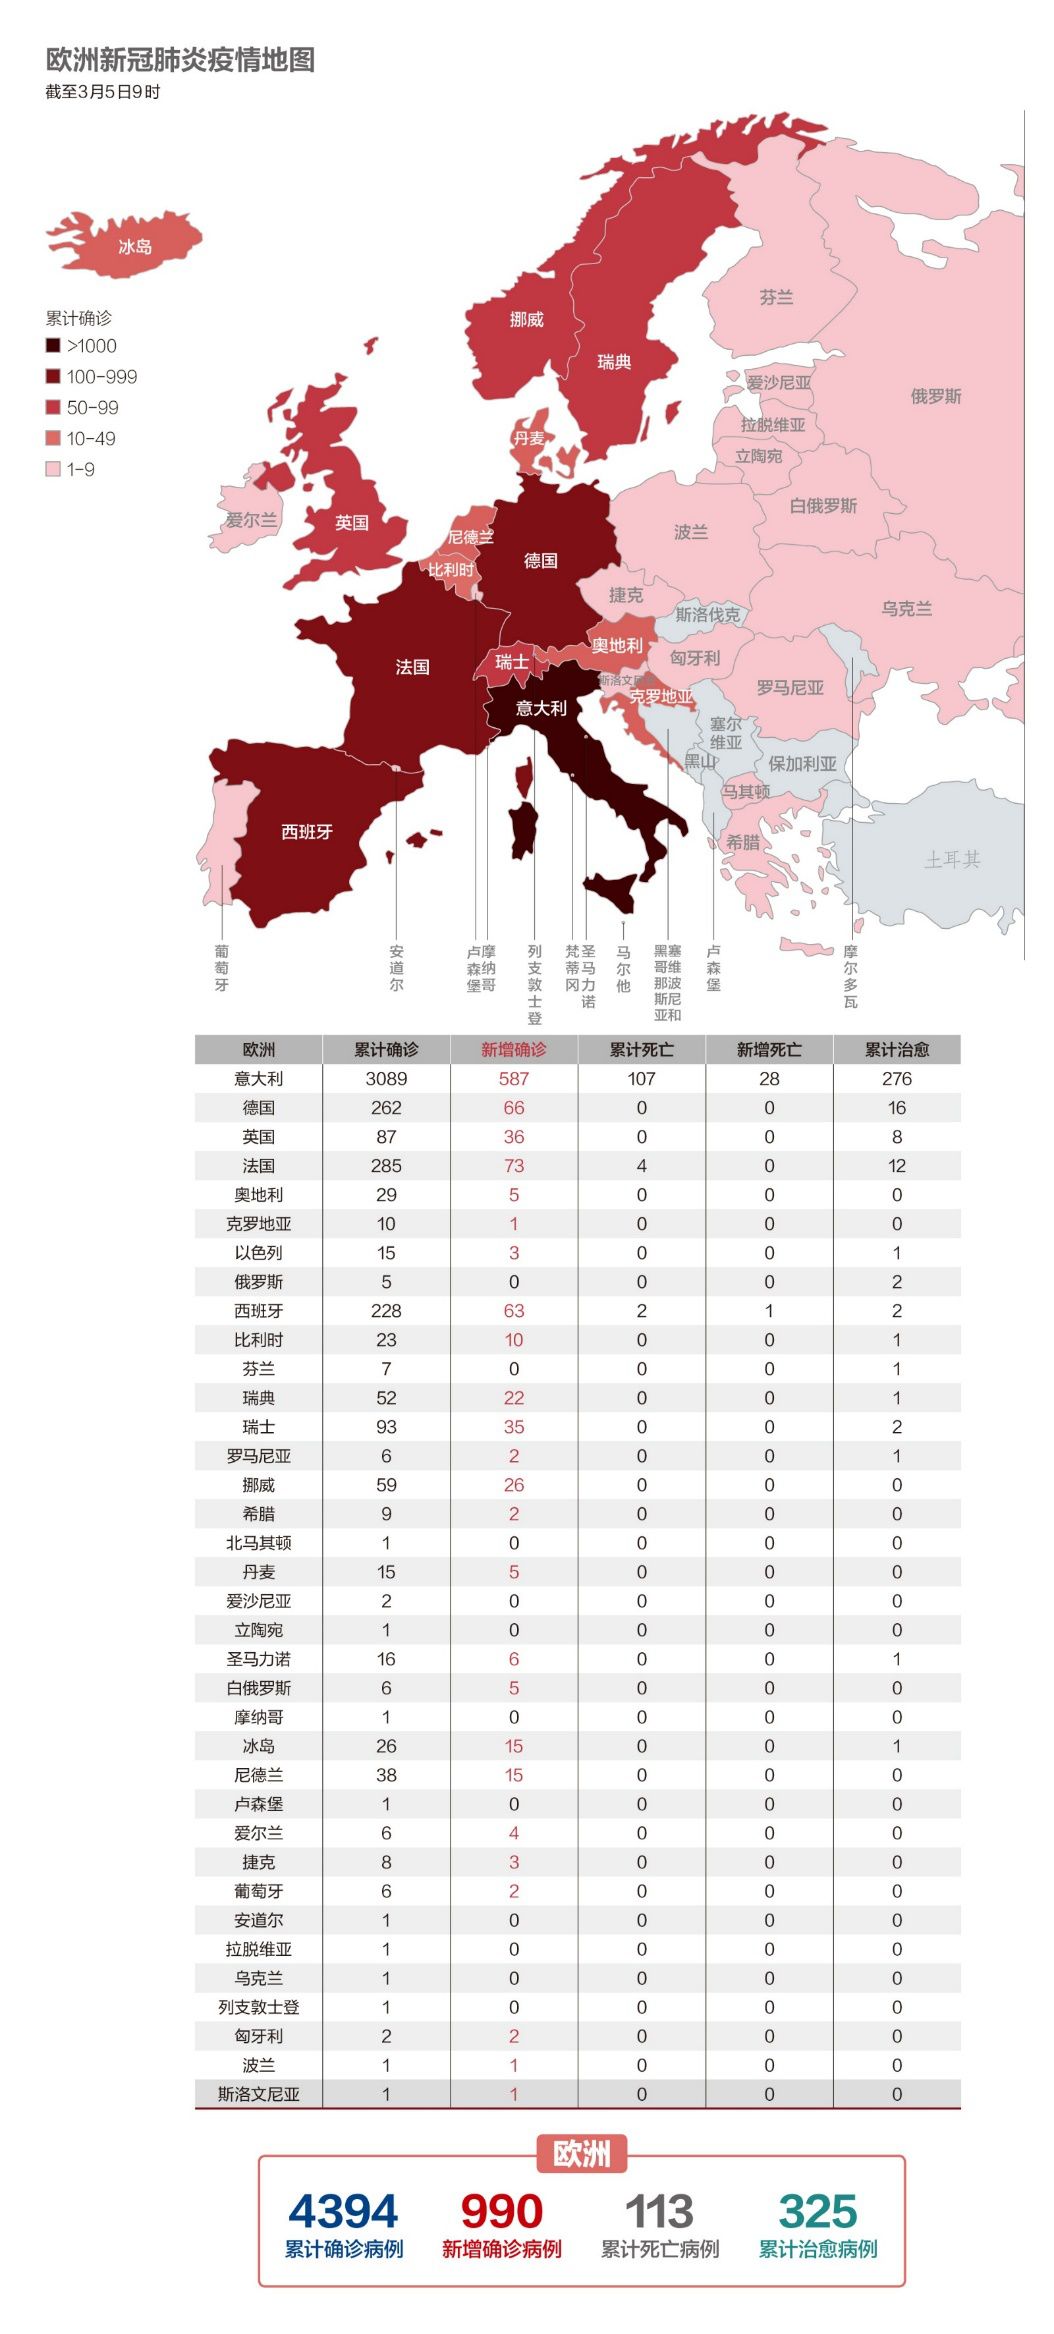 欧洲新冠肺炎疫情地图
截至3月5日9时
冰岛
累计确诊
>1000
100-999
50-99
10-49
1-9
挪威
瑞典
芬兰
俄罗斯
爱沙尼亚
拉脱维亚
立陶宛
白俄罗斯
丹麦
爱尔兰
英国
尼德兰
比利时
德国
波兰
捷克
斯洛伐克
乌克兰
奥地利
匈牙利
法国
瑞士
斯洛文尼
克罗地亚
罗马尼亚
意大利
塞尔
维亚
黑山
保加利亚
马其顿
希腊
西班牙
土耳其
葡萄牙
安道尔
卢森堡
摩纳哥
列支敦士登
梵蒂冈
圣马力诺
马尔他
黑哥那斯亚
塞维波尼和
卢森堡
摩尔多瓦
欧洲 累计确诊 新增确诊 累计死亡 新增死亡 累计治愈
意大利 3089 587 107 28 276
德国 262 66 0 0 16
英国 87 36 0 0 8
法国 285 73 4 0 12
奥地利 29 5 0 0 0
克罗地亚 10 1 0 0 0
以色列 15 3 0 0 1
俄罗斯 5 0 0 0 2
西班牙 228 63 2 1 2
比利时 23 10 0 0 1
芬兰 7 0 0 0 1
瑞典 52 22 0 0 1
瑞士 93 35 0 0 2
罗马尼亚 6 2 0 0 1
挪威 59 26 0 0 0
希腊 9 2 0 0 0
北马其顿 1 0 0 0 0
丹麦 15 5 0 0 0
爱沙尼亚 2 0 0 0 0
立陶宛 1 0 0 0 0
圣马力诺 16 6 0 0 1
白俄罗斯 6 5 0 0 0
摩纳哥 1 0 0 0 0
冰岛 26 15 0 0 1
尼德兰 38 15 0 0 0
卢森堡 1 0 0 0 0
爱尔兰 6 4 0 0 0
捷克 8 3 0 0 0
葡萄牙 6 2 0 0 0
安道尔 1 0 0 0 0
拉脱维亚 1 0 0 0 0
乌克兰 1 0 0 0 0
列支敦士登 1 0 0 0 0
匈牙利 2 2 0 0 0
波兰 1 1 0 0 0
斯洛文尼亚 1 1 0 0 0
欧洲
4394 990 113 325
累计确诊病例 新增确诊病例 累计死亡病例 累计治愈病例